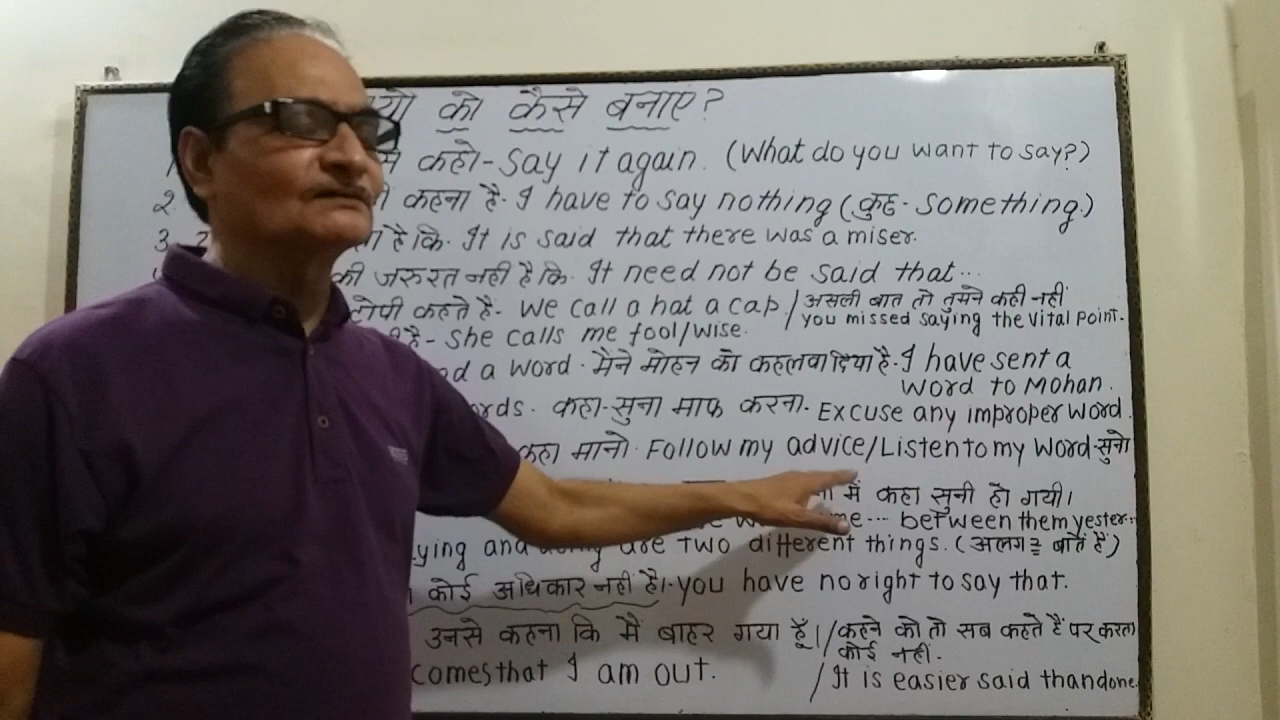 को कैसे बनाएं?
कहो- Say it again. (What do you want to say?)
2 कहना है. I have to say nothing (कुछ- something.)
3 है कि. It is said that there was a miser.
की जरुरत नही है कि. It need not be said that...
टोपी कहते है- We call a hat a cap. / असली बात तो तुमने कही नहीं
you missed saying the vital point.
है- She calls me fool/wise.
a word. मैने मोहन को कहलवा दिया है. I have sent a
word to Mohan.
कहा-सुना माफ करना. Excuse any improper word.
कहा मानो. Follow my advice/Listen to my word-सुनो
में कहा सुनी हो गयी।
... between them yester...
and are two different things. (अलग २ बातें हैं)
कोई अधिकार नहीं है।- you have no right to say that.
उनसे कहना कि मैं बाहर गया हूँ। / कहने को तो सब कहते हैं पर करता
कोई नहीं.
comes that I am out. / It is easier said than done.